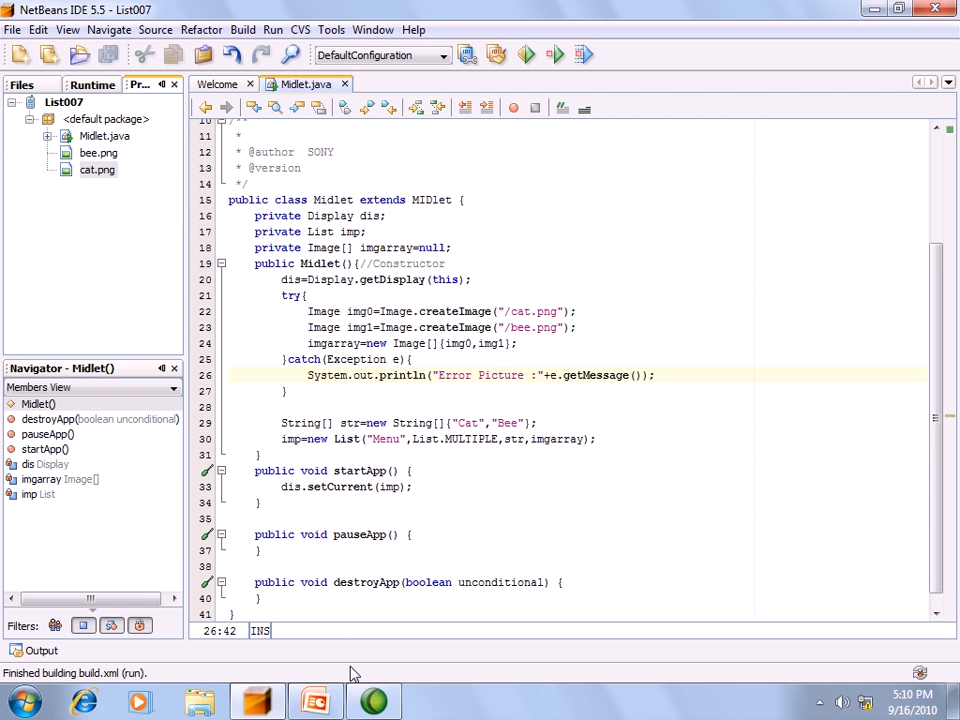 NetBeans IDE 5.5 - List007
File Edit View Navigate Source Refactor Build Run CVS Tools Window Help
DefaultConfiguration
Files Runtime Pr...
Welcome Midlet.java
List007
<default package>
Midlet.java
bee.png
cat.png
10 /**
11 *
12 * @author SONY
13 * @version
14 */
15 public class Midlet extends MIDlet {
16 private Display dis;
17 private List imp;
18 private Image[] imgarray=null;
19 public Midlet(){//Constructor
20 dis=Display.getDisplay(this);
21 try{
22 Image img0=Image.createImage("/cat.png");
23 Image img1=Image.createImage("/bee.png");
24 imgarray=new Image[]{img0,img1};
25 }catch(Exception e){
26 System.out.println("Error Picture :"+e.getMessage());
27 }
28
29 String[] str=new String[]{"Cat","Bee"};
30 imp=new List("Menu",List.MULTIPLE,str,imgarray);
31 }
public void startApp() {
33 dis.setCurrent(imp);
34 }
35
public void pauseApp() {
37 }
38
public void destroyApp(boolean unconditional) {
40 }
41 }
Navigator - Midlet()
Members View
Midlet()
destroyApp(boolean unconditional)
pauseApp()
startApp()
dis Display
imgarray Image[]
imp List
Filters:
26:42 INS
Output
Finished building build.xml (run).
5:10 PM
9/16/2010